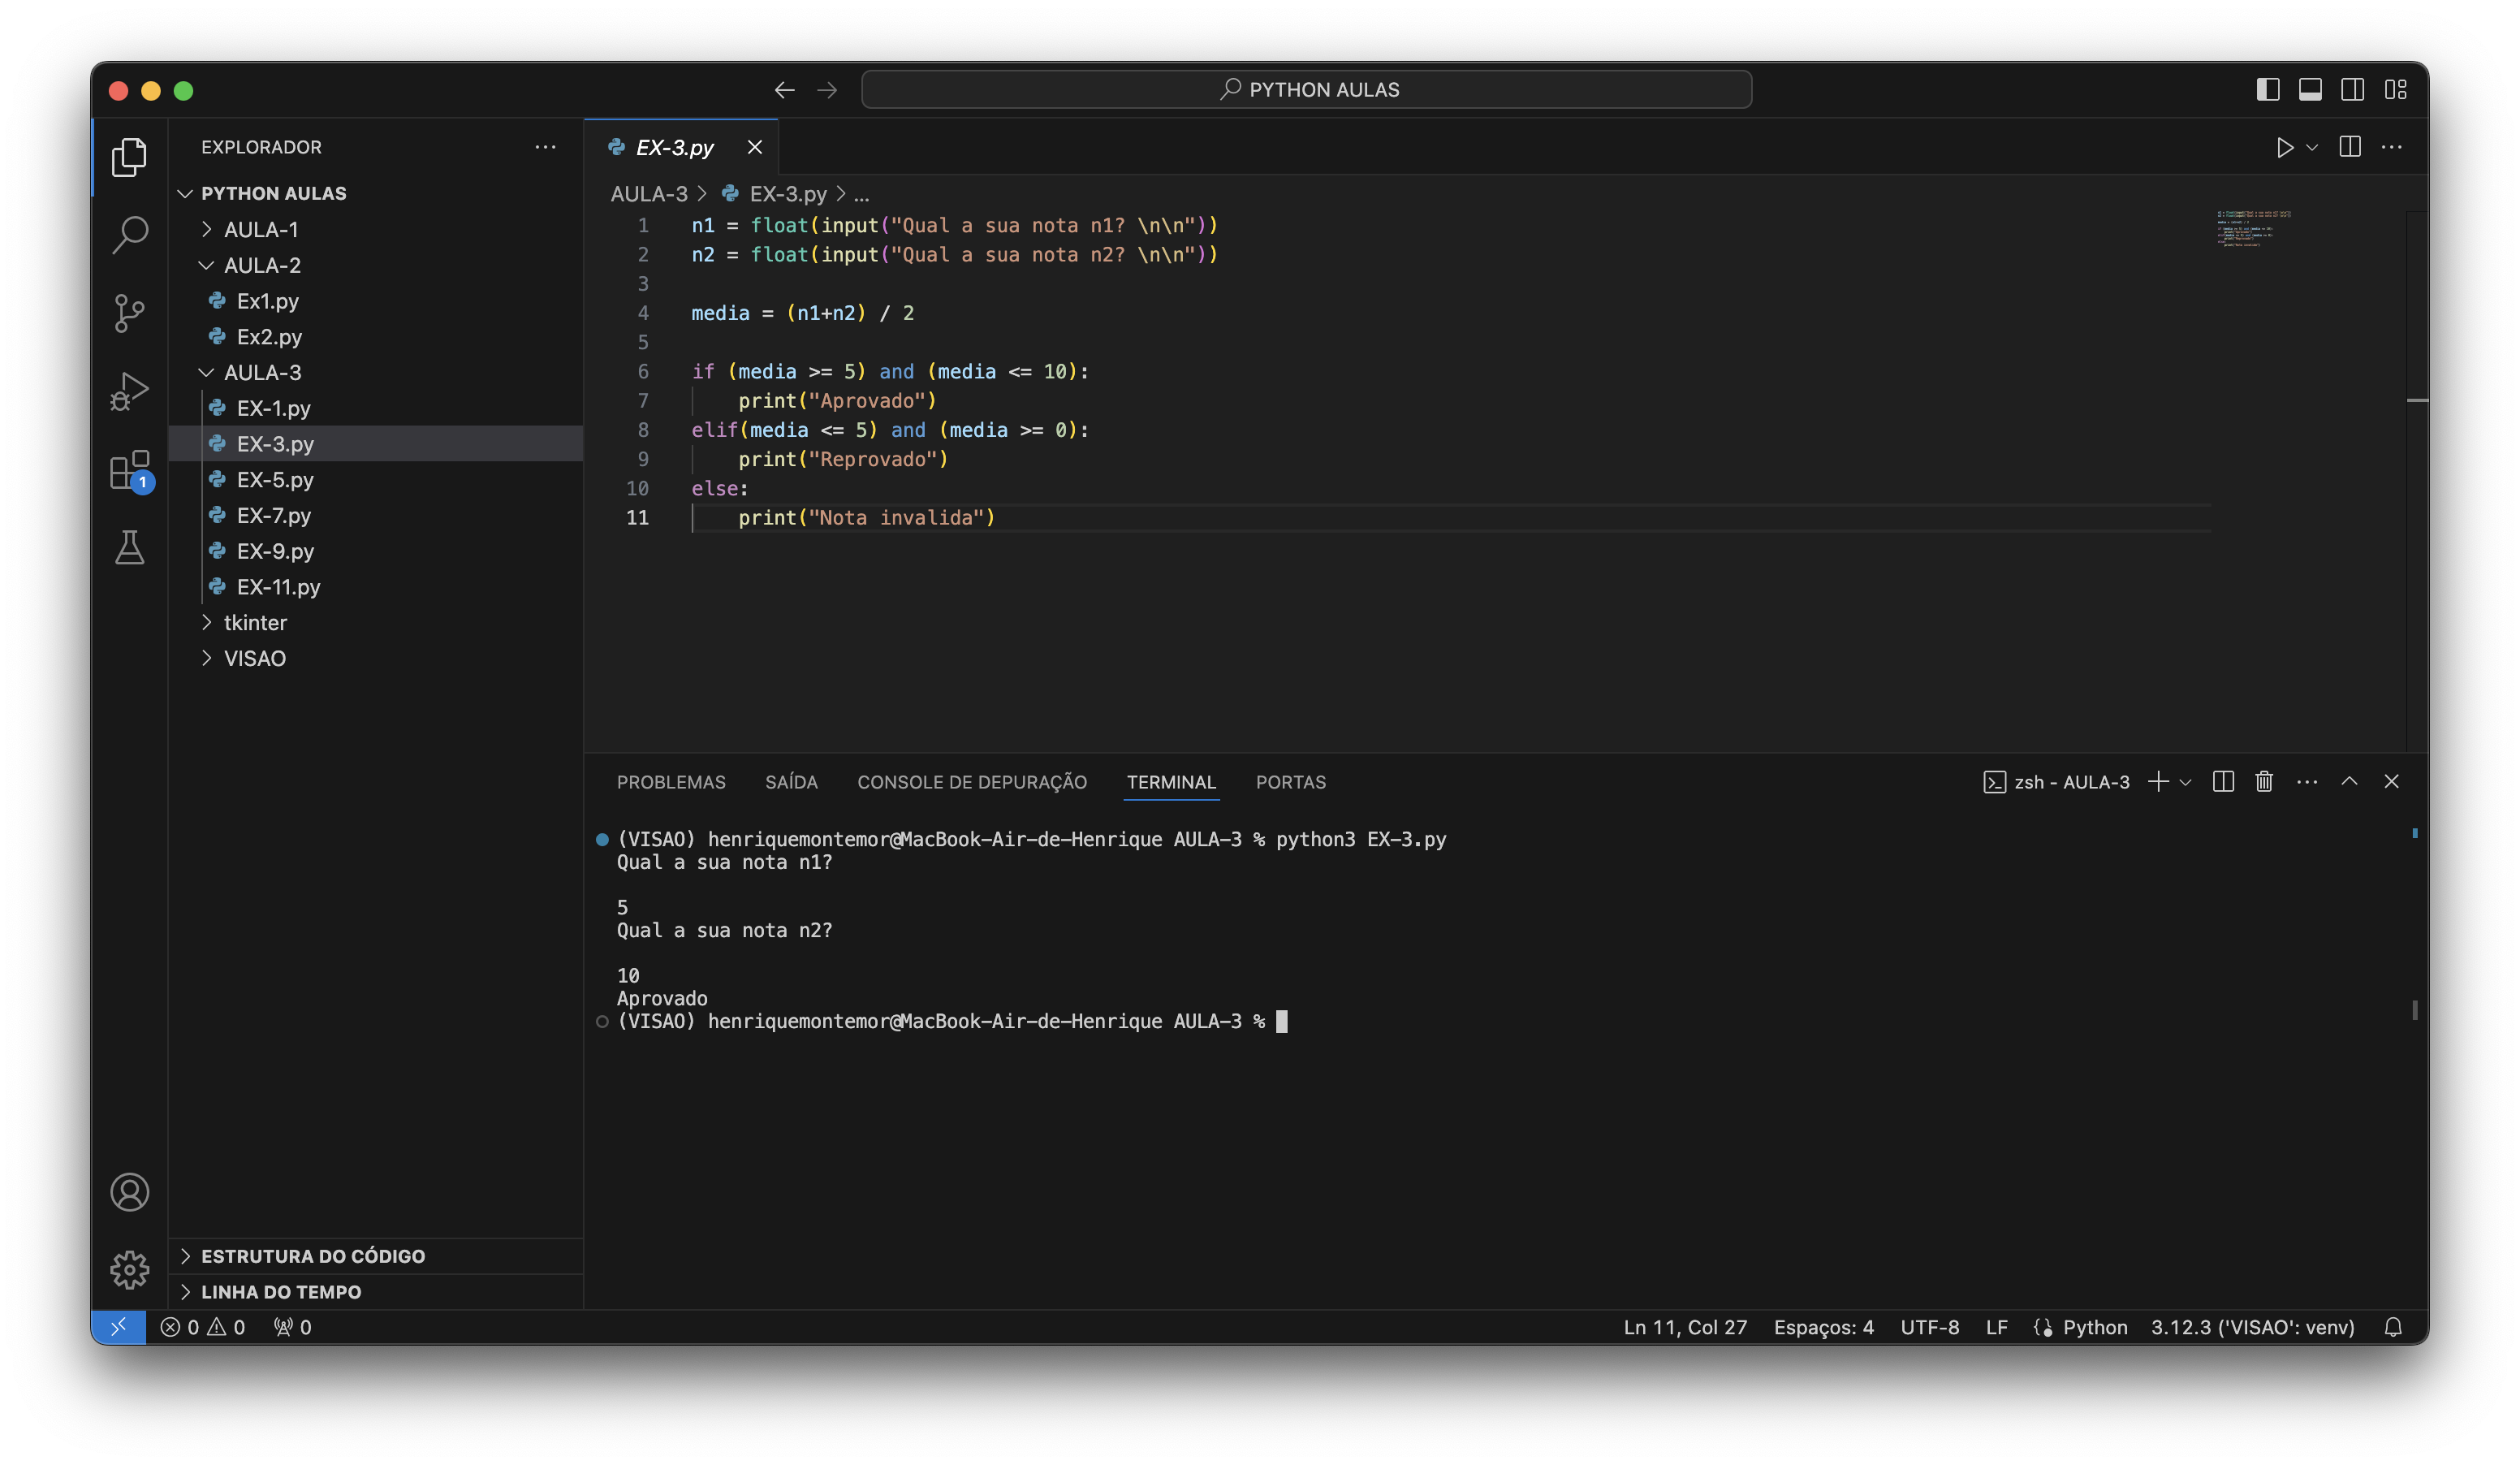 PYTHON AULAS
EXPLORADOR
PYTHON AULAS
AULA-1
AULA-2
Ex1.py
Ex2.py
AULA-3
EX-1.py
EX-3.py
EX-5.py
EX-7.py
EX-9.py
EX-11.py
tkinter
VISAO
1
ESTRUTURA DO CÓDIGO
LINHA DO TEMPO
EX-3.py
AULA-3 > EX-3.py > ...
1 n1 = float(input("Qual a sua nota n1? \n\n"))
2 n2 = float(input("Qual a sua nota n2? \n\n"))
3
4 media = (n1+n2) / 2
5
6 if (media >= 5) and (media <= 10):
7     print("Aprovado")
8 elif(media <= 5) and (media >= 0):
9     print("Reprovado")
10 else:
11     print("Nota invalida")
PROBLEMAS SAÍDA CONSOLE DE DEPURAÇÃO TERMINAL PORTAS zsh - AULA-3
(VISAO) henriquemontemor@MacBook-Air-de-Henrique AULA-3 % python3 EX-3.py
Qual a sua nota n1?
5
Qual a sua nota n2?
10
Aprovado
(VISAO) henriquemontemor@MacBook-Air-de-Henrique AULA-3 %
0 0 0 Ln 11, Col 27 Espaços: 4 UTF-8 LF Python 3.12.3 ('VISAO': venv)